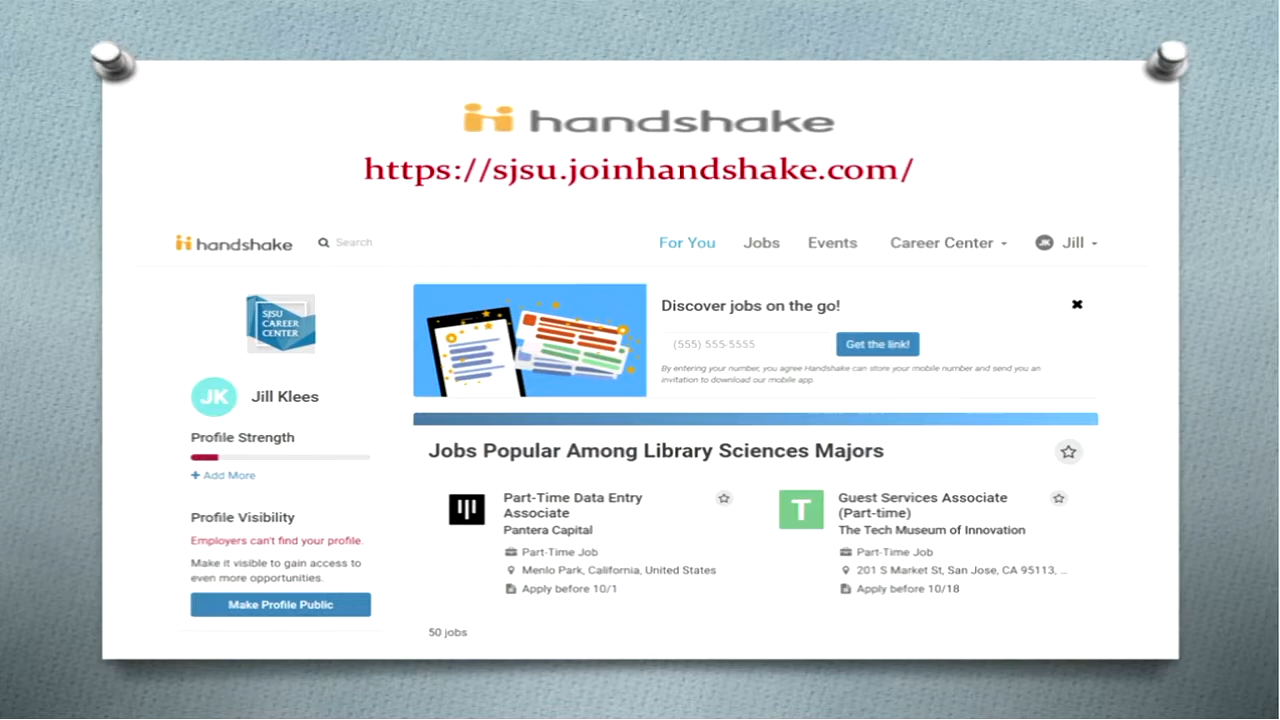 handshake
https://sjsu.joinhandshake.com/
handshake
Search
For You
Jobs
Events
Career Center
JK
Jill
SJSU
CAREER
CENTER
Discover jobs on the go!
(555) 555-5555
Get the link!
By entering your number, you agree Handshake can store your mobile number and send you an
invitation to download our mobile app
JK
Jill Klees
Profile Strength
+ Add More
Profile Visibility
Employers can't find your profile.
Make it visible to gain access to
even more opportunities.
Make Profile Public
Jobs Popular Among Library Sciences Majors
Part-Time Data Entry
Associate
Pantera Capital
Part-Time Job
Menlo Park, California, United States
Apply before 10/1
T
Guest Services Associate
(Part-time)
The Tech Museum of Innovation
Part-Time Job
201 S Market St, San Jose, CA 95113, ...
Apply before 10/18
50 jobs